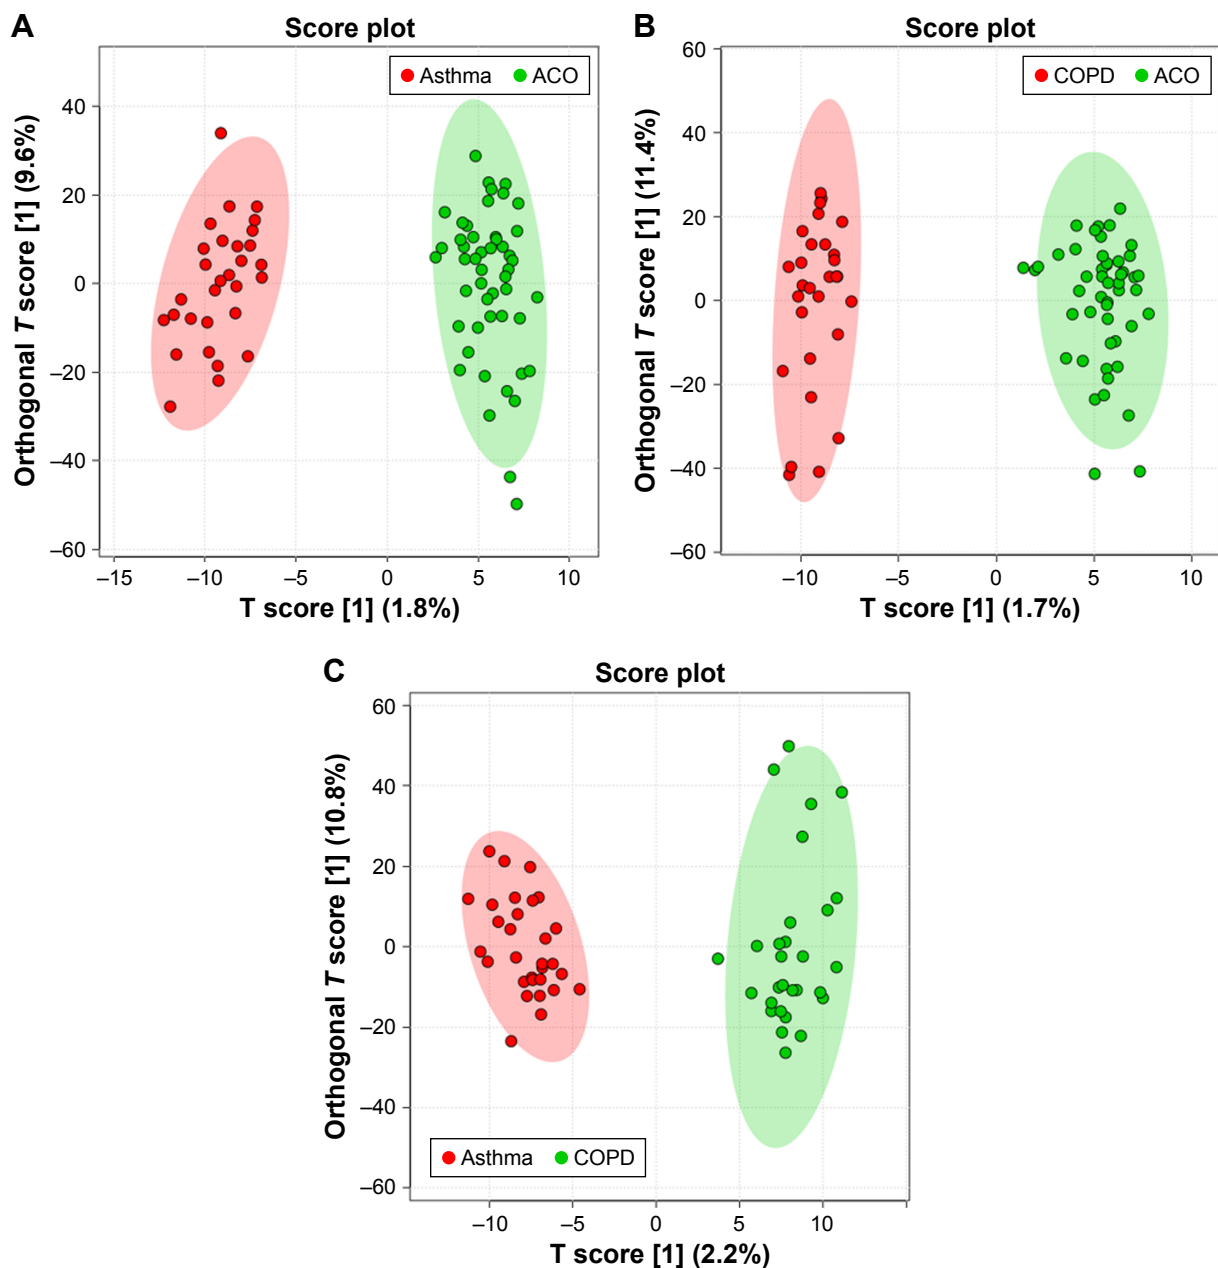 A
Score plot
Asthma ACO
Orthogonal T score [1] (9.6%)
40
20
0
–20
–40
–60
–15 –10 –5 0 5 10
T score [1] (1.8%)
B
Score plot
COPD ACO
Orthogonal T score [1] (11.4%)
60
40
20
0
–20
–40
–60
–10 –5 0 5 10
T score [1] (1.7%)
C
Score plot
Orthogonal T score [1] (10.8%)
60
40
20
0
–20
–40
–60
Asthma COPD
–10 –5 0 5 10
T score [1] (2.2%)